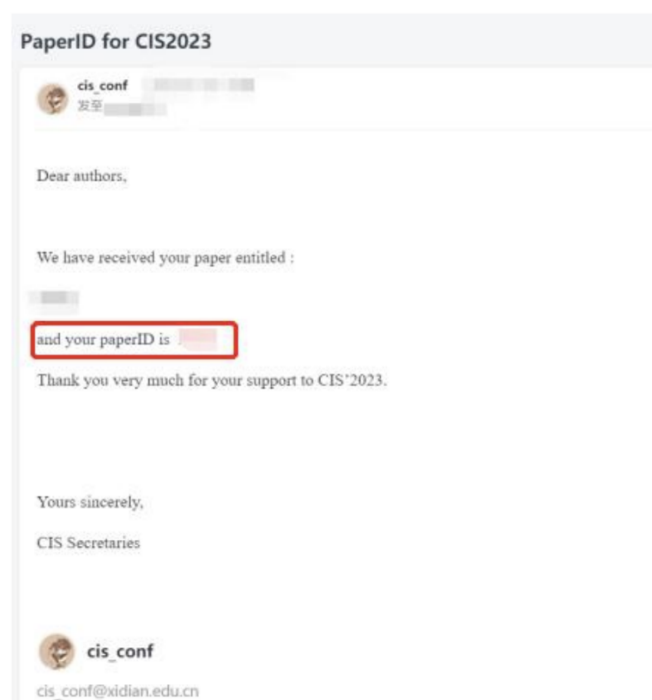 PaperID for CIS2023
cis_conf
发至
Dear authors,
We have received your paper entitled :
and your paperID is
Thank you very much for your support to CIS'2023.
Yours sincerely,
CIS Secretaries
cis_conf
cis_conf@xidian.edu.cn